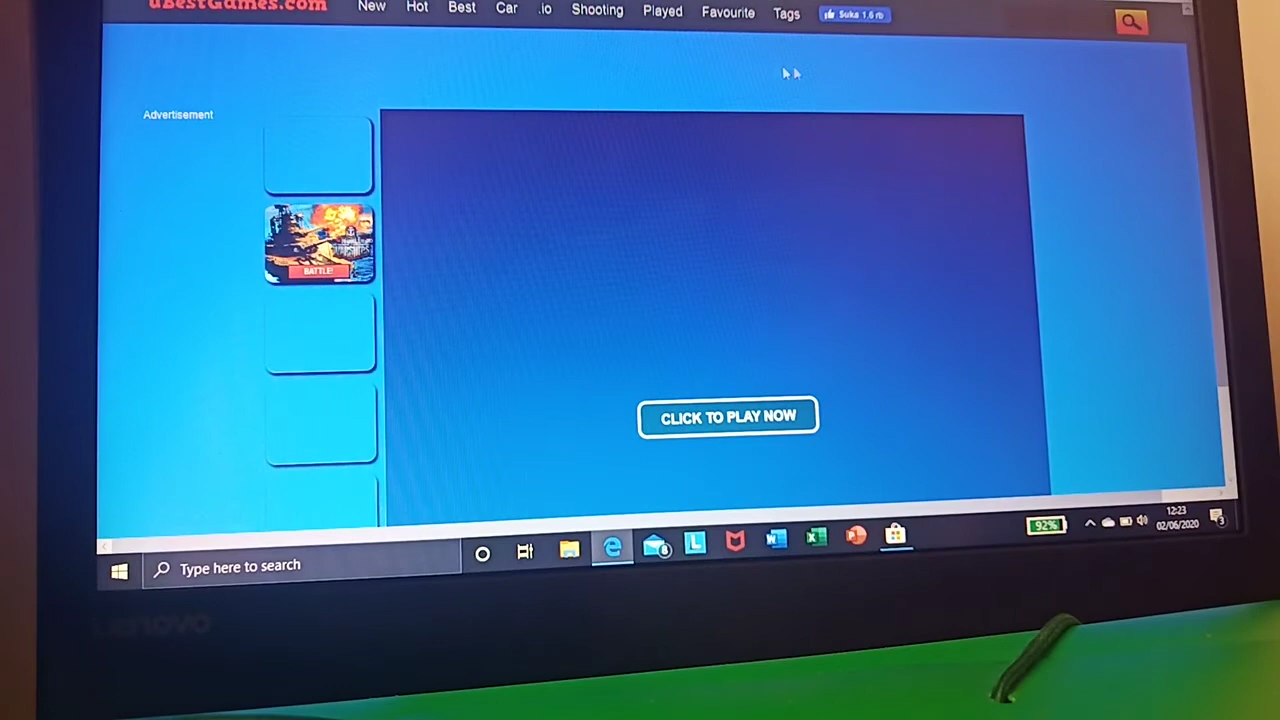 uBestGames.com
New Hot Best Car .io Shooting Played Favourite Tags Suka 1,6 rb
Advertisement
BATTLE!
CLICK TO PLAY NOW
92%
12:23
02/06/2020
Type here to search
Lenovo